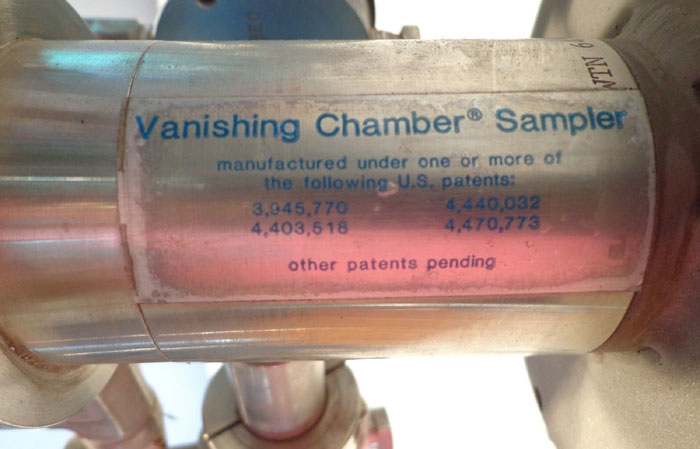 Vanishing Chamber® Sampler
manufactured under one or more of
the following U.S. patents:
3,945,770 4,440,032
4,403,518 4,470,773
other patents pending